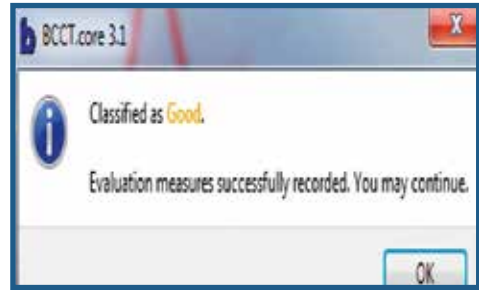 BCCT.core 3.1
X
Classified as Good.
Evaluation measures successfully recorded. You may continue.
OK